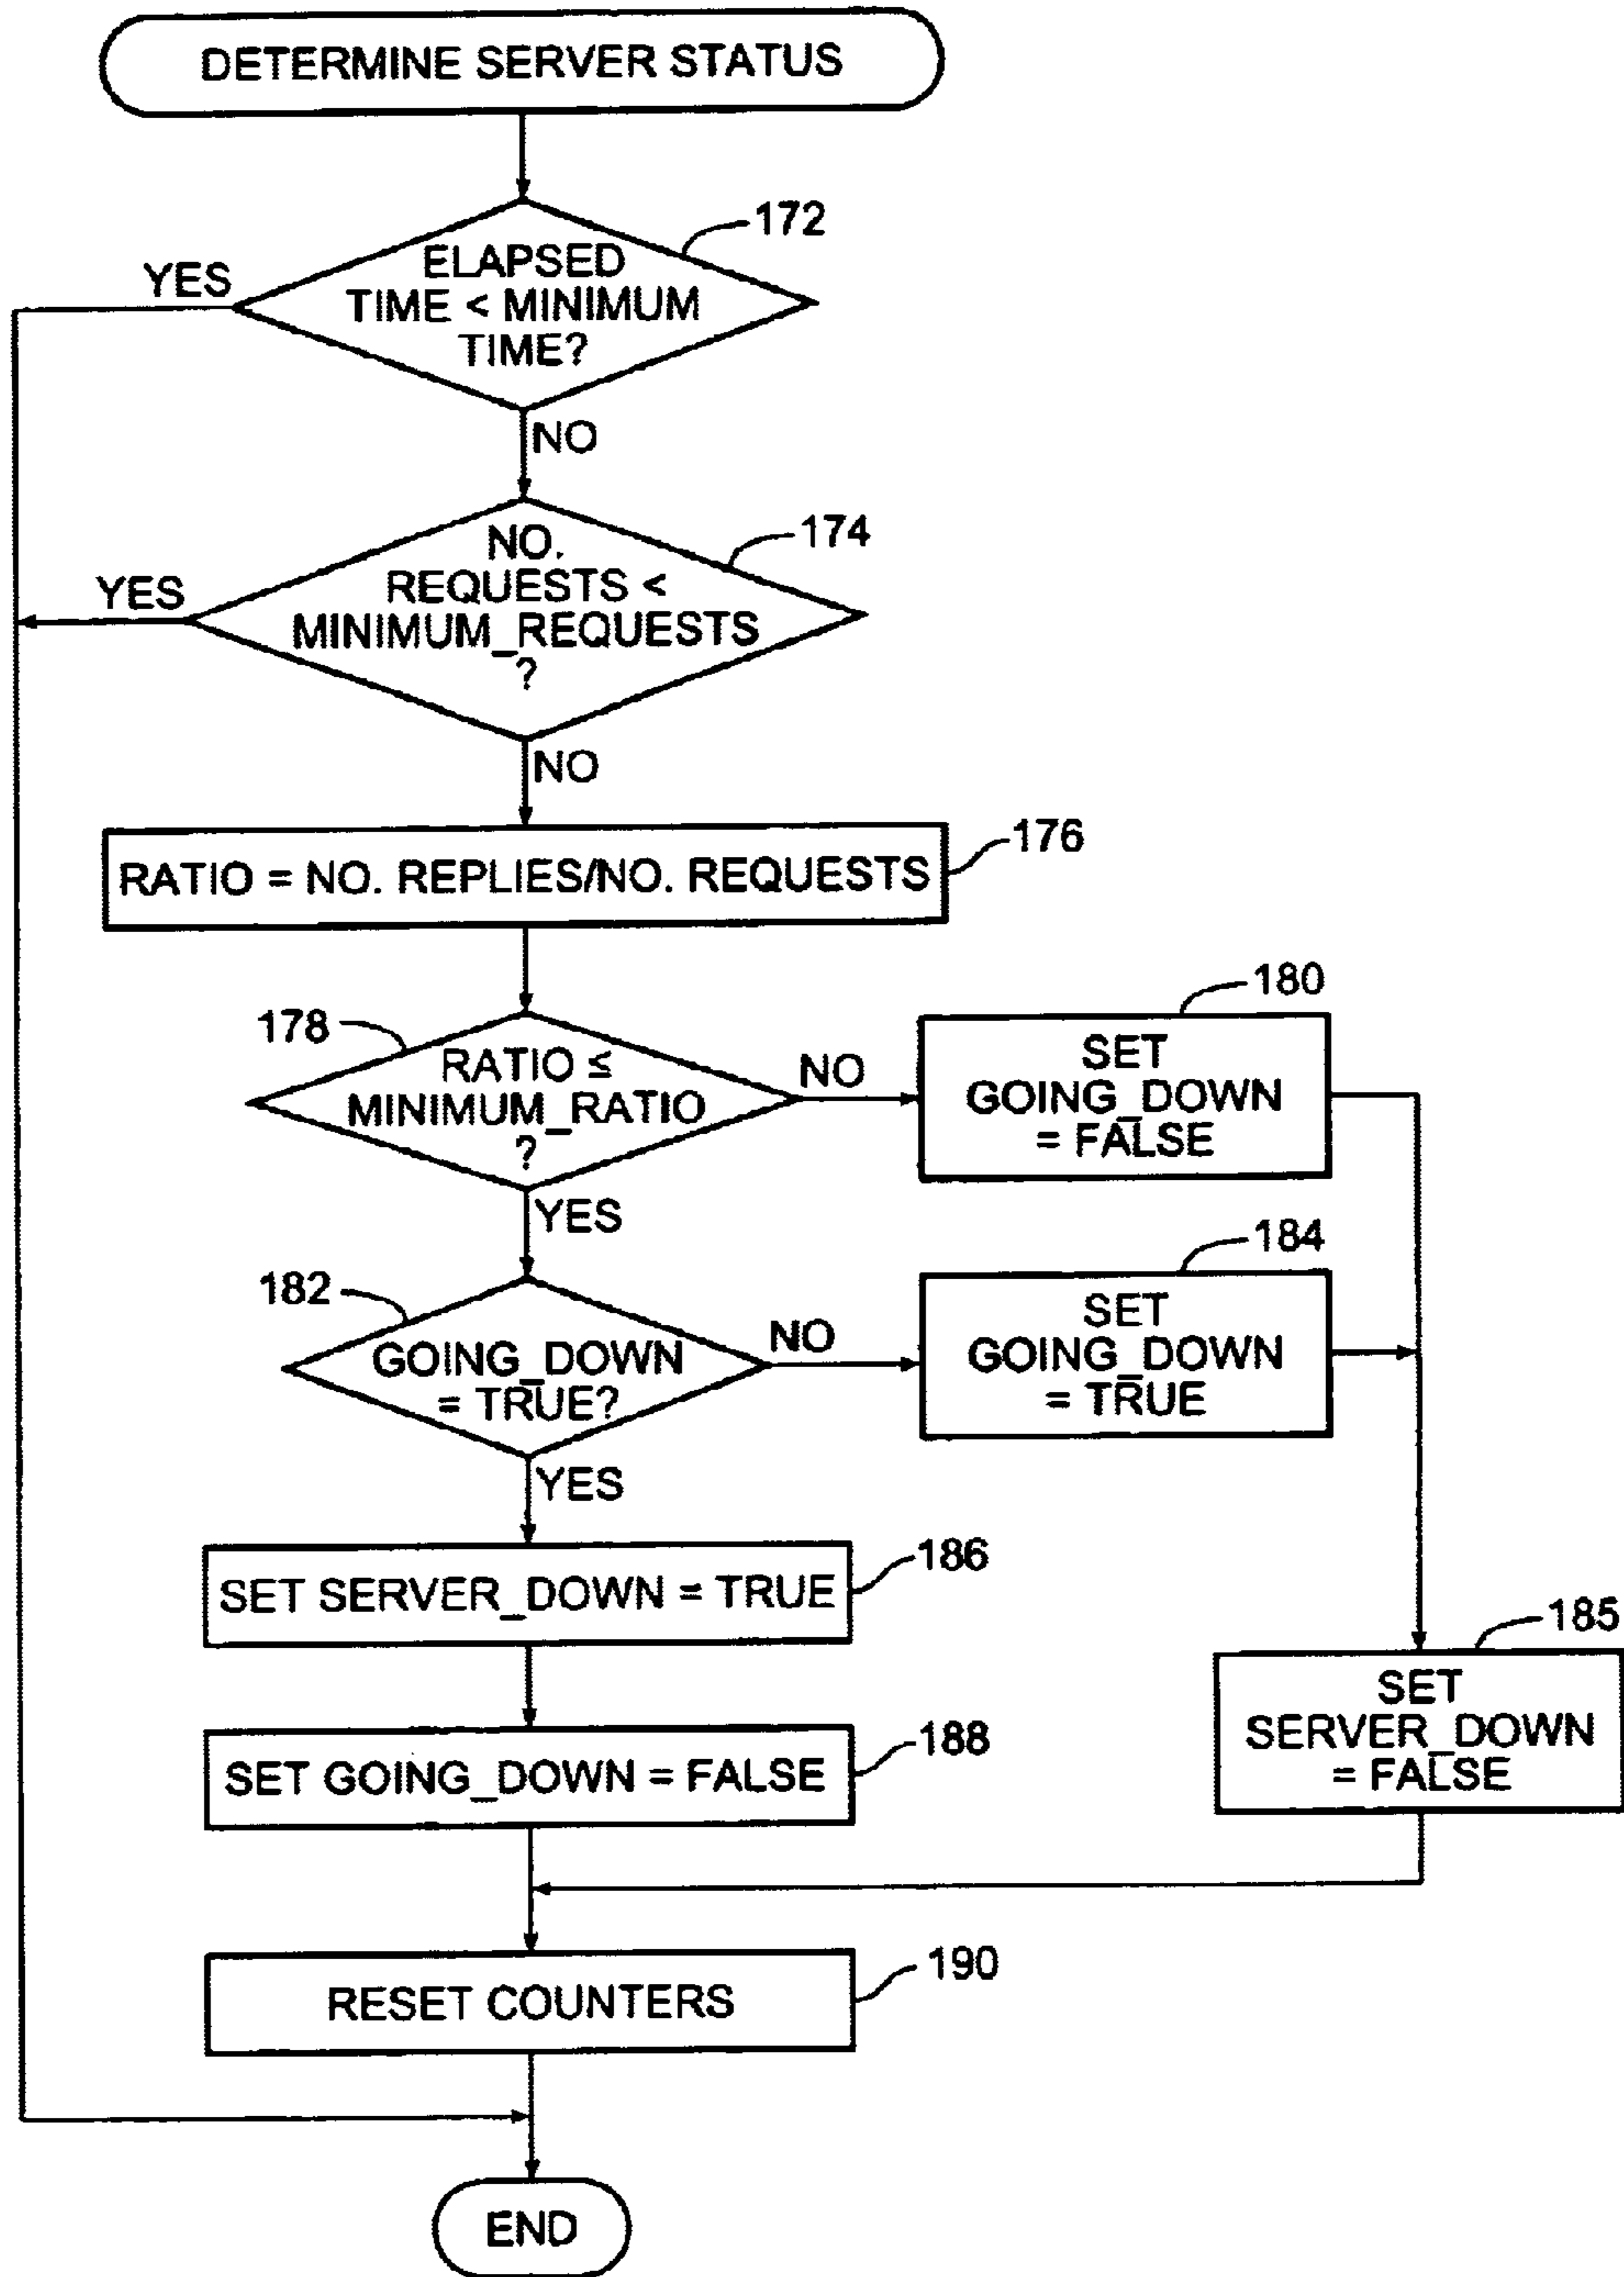 DETERMINE SERVER STATUS
172
ELAPSED
TIME < MINIMUM
TIME?
YES
NO
174
NO.
REQUESTS <
MINIMUM_REQUESTS
?
YES
NO
176
RATIO = NO. REPLIES/NO. REQUESTS
178
RATIO ≤
MINIMUM_RATIO
?
NO
180
SET
GOING_DOWN
= FALSE
YES
182
GOING_DOWN
= TRUE?
NO
184
SET
GOING_DOWN
= TRUE
YES
186
SET SERVER_DOWN = TRUE
185
SET
SERVER_DOWN
= FALSE
188
SET GOING_DOWN = FALSE
190
RESET COUNTERS
END